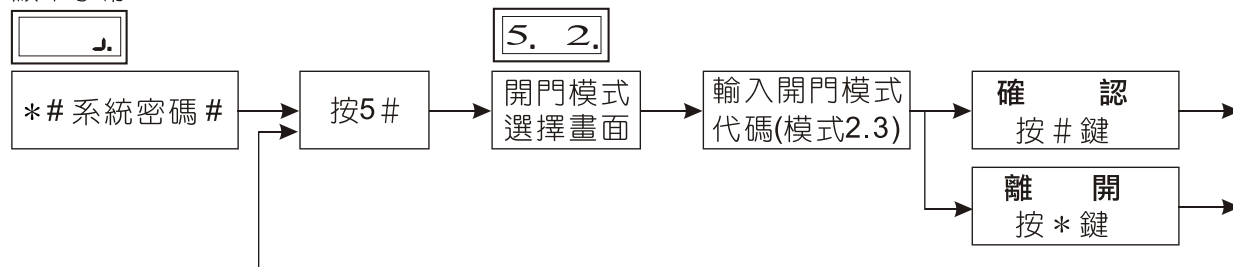 5. 2.
*#系統密碼#
按5#
開門模式
選擇畫面
輸入開門模式
代碼(模式2.3)
確 認
按#鍵
離 開
按*鍵